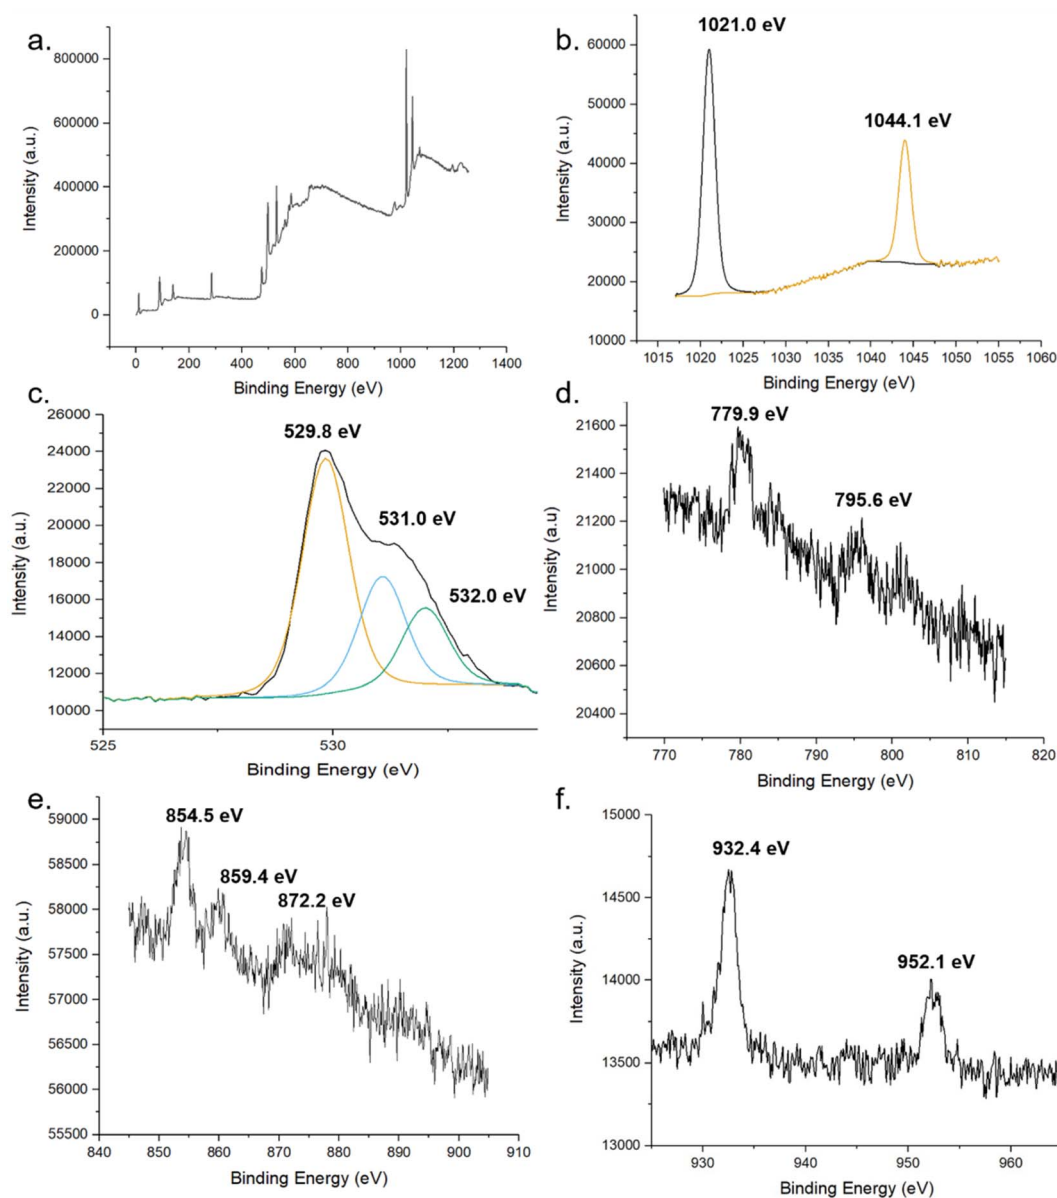 a.
800000
600000
400000
200000
0
Intensity (a.u.)
0 200 400 600 800 1000 1200 1400
Binding Energy (eV)
b.
1021.0 eV
1044.1 eV
60000
50000
40000
30000
20000
10000
Intensity (a.u.)
1015 1020 1025 1030 1035 1040 1045 1050 1055 1060
Binding Energy (eV)
c.
529.8 eV
531.0 eV
532.0 eV
26000
24000
22000
20000
18000
16000
14000
12000
10000
Intensity (a.u.)
525 530
Binding Energy (eV)
d.
779.9 eV
795.6 eV
21600
21400
21200
21000
20800
20600
20400
Intensity (a.u)
770 780 790 800 810 820
Binding Energy (eV)
e.
854.5 eV
859.4 eV
872.2 eV
59000
58500
58000
57500
57000
56500
56000
55500
Intensity (a.u.)
840 850 860 870 880 890 900 910
Binding Energy (eV)
f.
932.4 eV
952.1 eV
15000
14500
14000
13500
13000
Intensity (a.u.)
930 940 950 960
Binding Energy (eV)